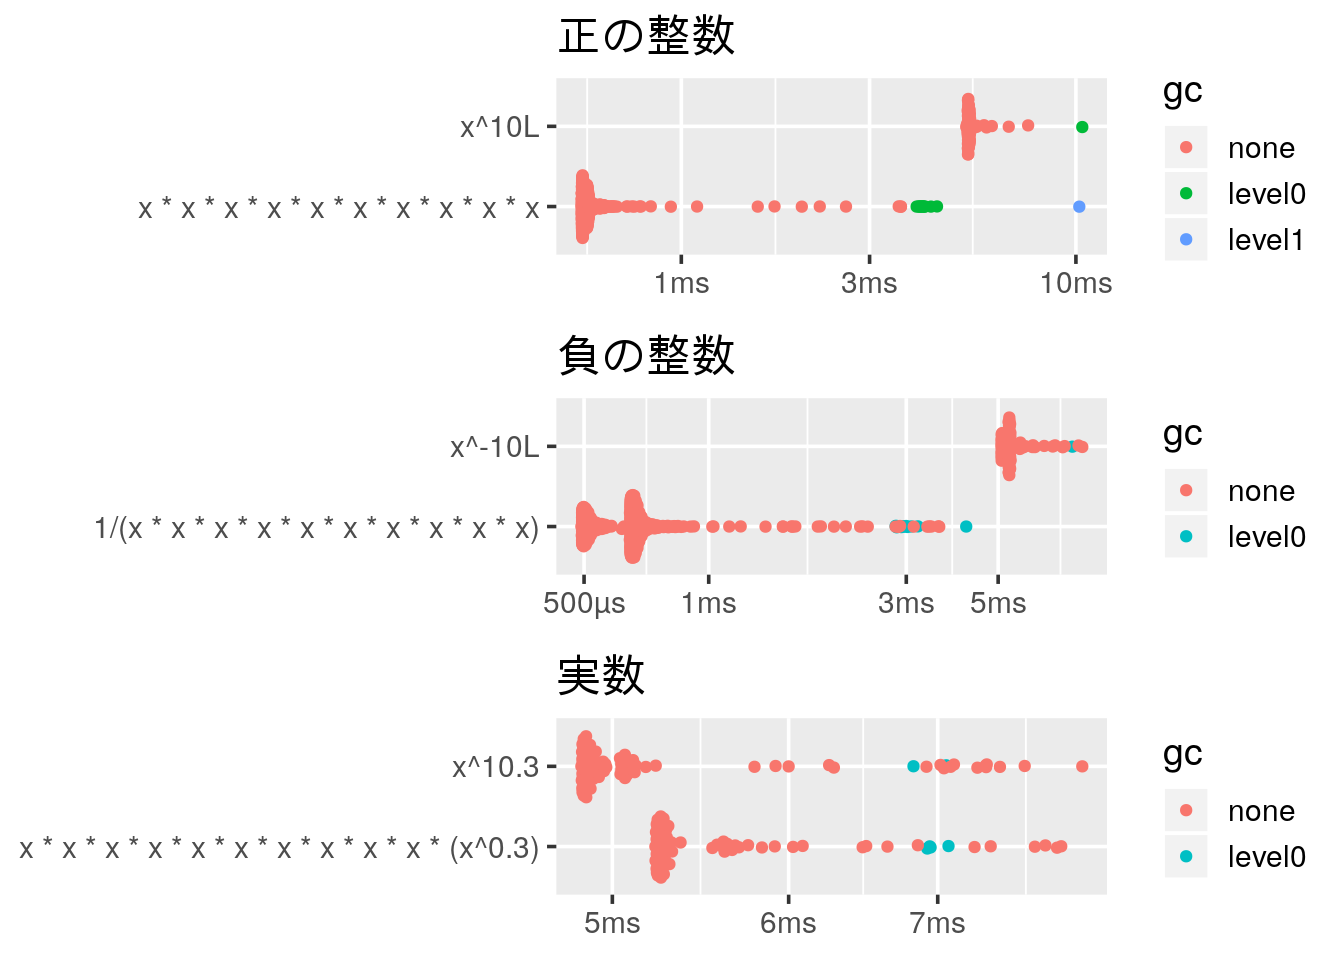 正の整数
x^10L
x * x * x * x * x * x * x * x * x * x
1ms 3ms 10ms
gc
none
level0
level1
負の整数
x^-10L
1/(x * x * x * x * x * x * x * x * x * x)
500µs 1ms 3ms 5ms
gc
none
level0
実数
x^10.3
x * x * x * x * x * x * x * x * x * x * (x^0.3)
5ms 6ms 7ms
gc
none
level0